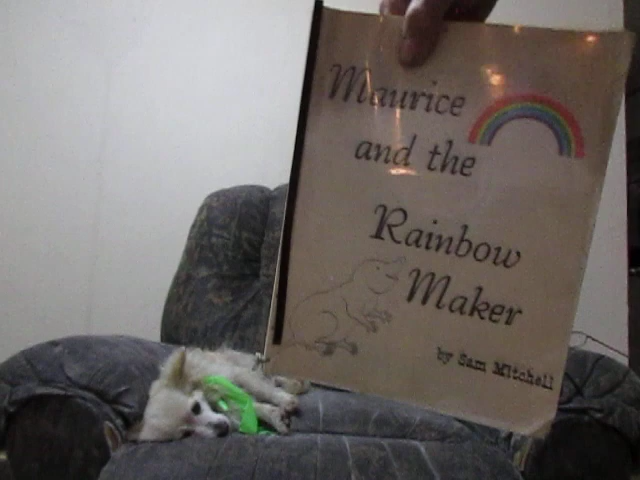 Maurice
and the
Rainbow
Maker
by Sam Mitchell